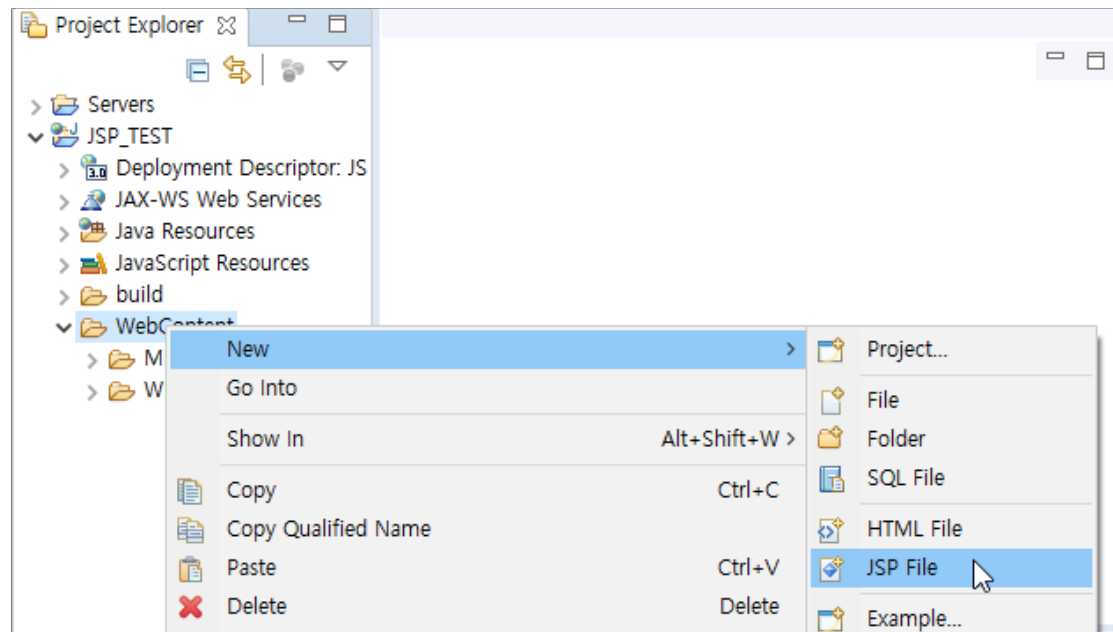 Project Explorer
Servers
JSP_TEST
3.0 Deployment Descriptor: JS
JAX-WS Web Services
Java Resources
JavaScript Resources
build
WebContent
M
W
New
Go Into
Show In Alt+Shift+W
Copy Ctrl+C
Copy Qualified Name
Paste Ctrl+V
Delete Delete
Project...
File
Folder
SQL File
HTML File
JSP File
Example...